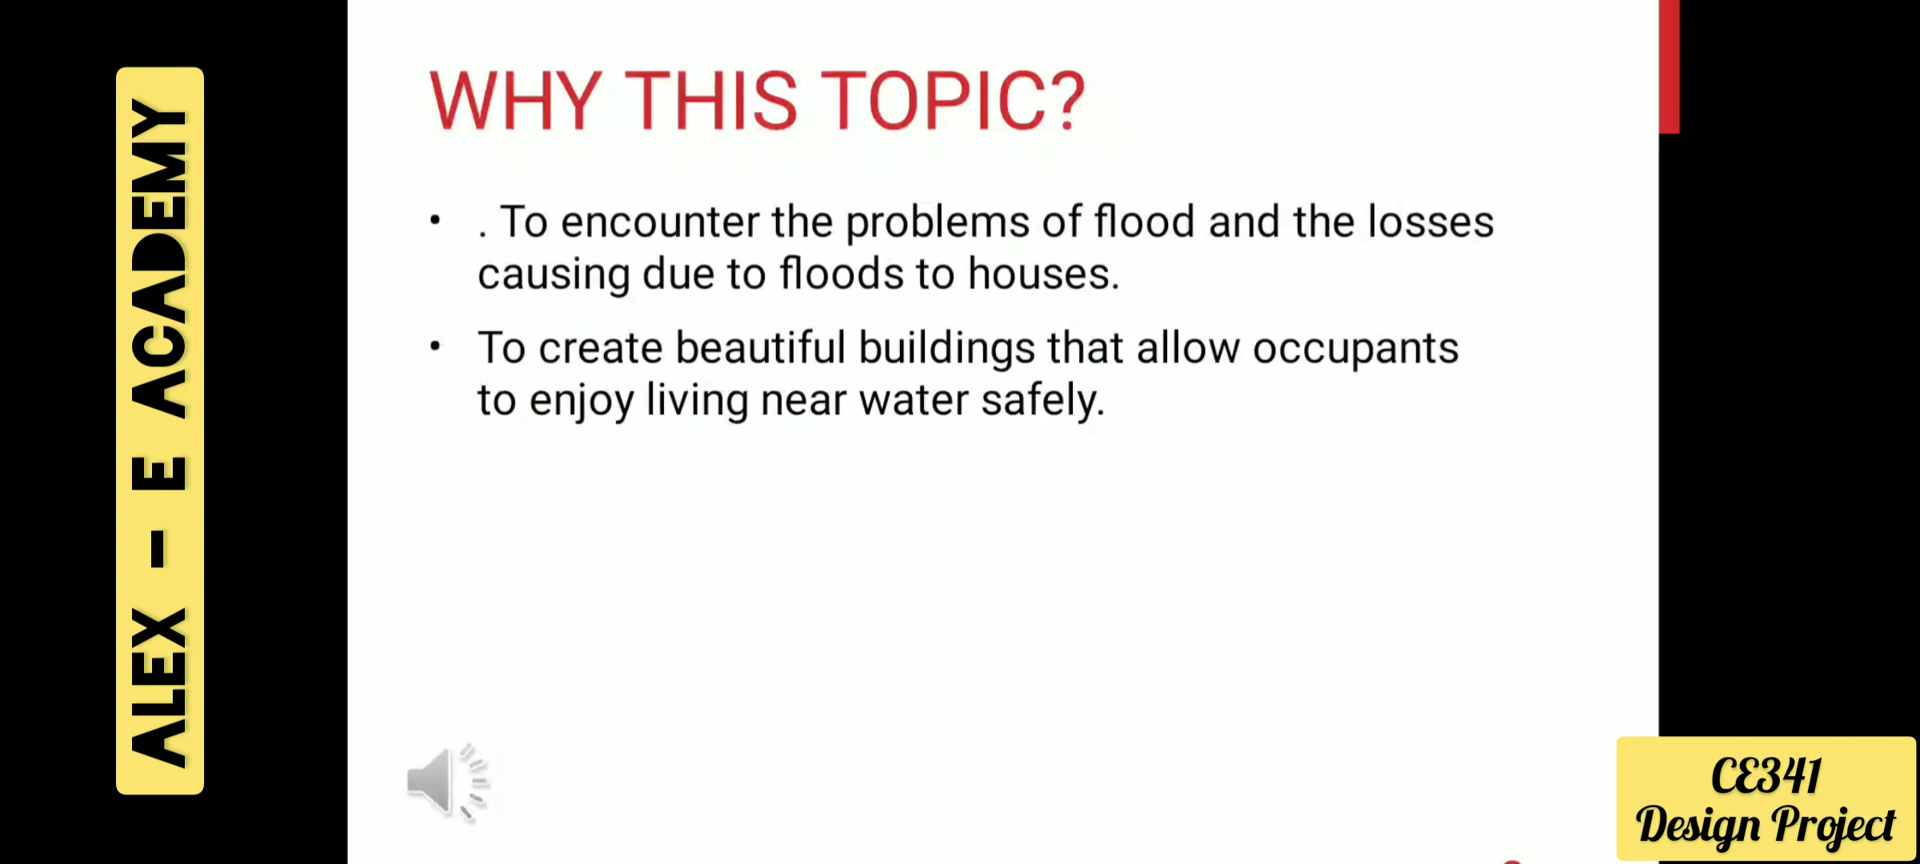 ALEX - E ACADEMY
WHY THIS TOPIC?
• . To encounter the problems of flood and the losses
causing due to floods to houses.
• To create beautiful buildings that allow occupants
to enjoy living near water safely.
CE341
Design Project